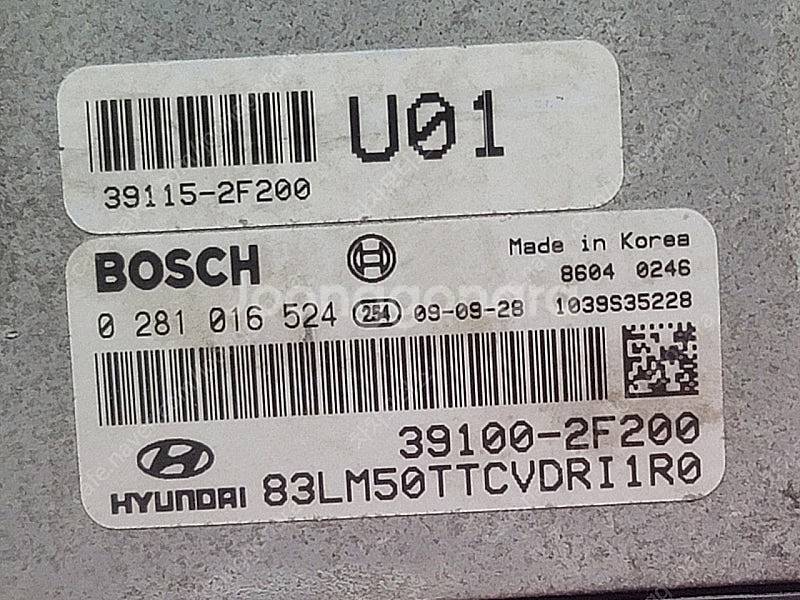 U01
39115-2F200
BOSCH
Made in Korea
8604 0246
0 281 016 524 254 09-09-28 1039S35228
39100-2F200
HYUNDAI 83LM50TTCVDRI1R0
Joonggonara